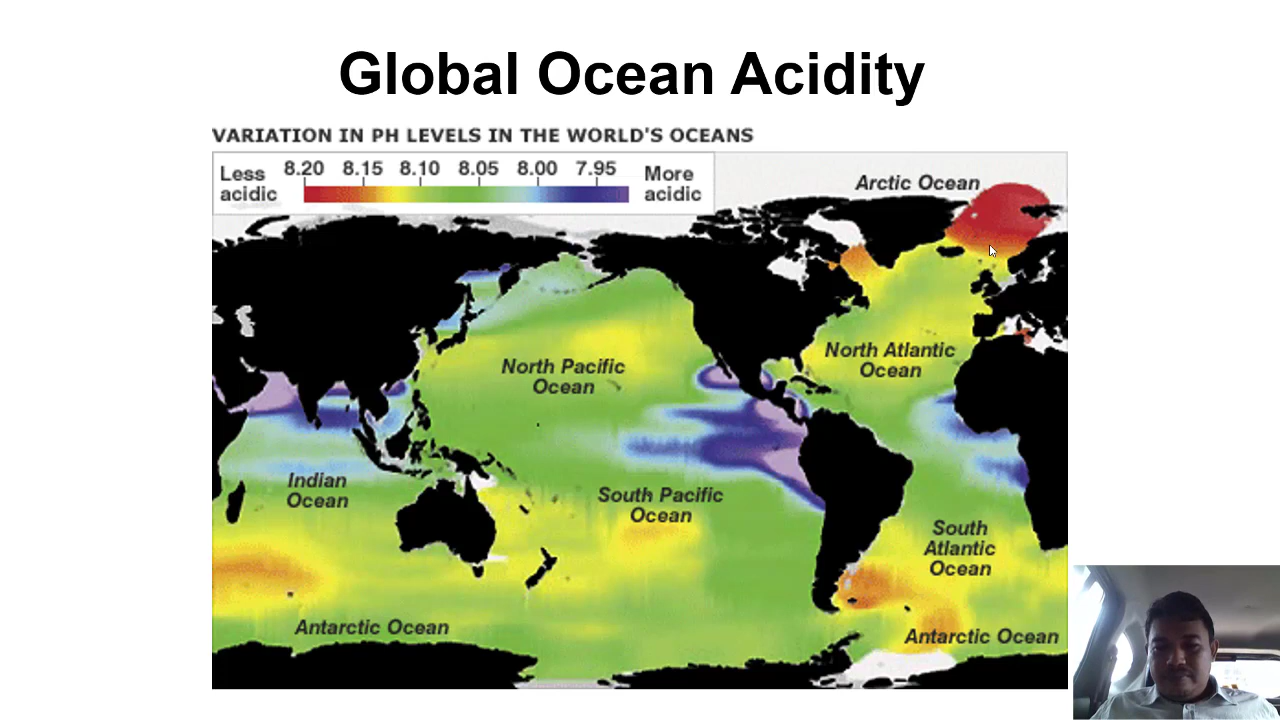 Global Ocean Acidity
VARIATION IN PH LEVELS IN THE WORLD'S OCEANS
Less
acidic
8.20 8.15 8.10 8.05 8.00 7.95
More
acidic
Arctic Ocean
North Pacific
Ocean
North Atlantic
Ocean
Indian
Ocean
South Pacific
Ocean
South
Atlantic
Ocean
Antarctic Ocean
Antarctic Ocean